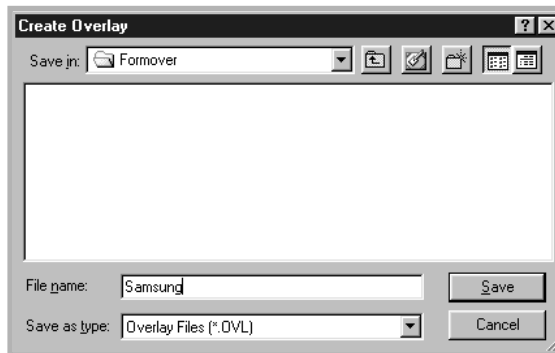 Create Overlay
Save in: Formover
File name: Samsung
Save
Save as type: Overlay Files (*.OVL)
Cancel